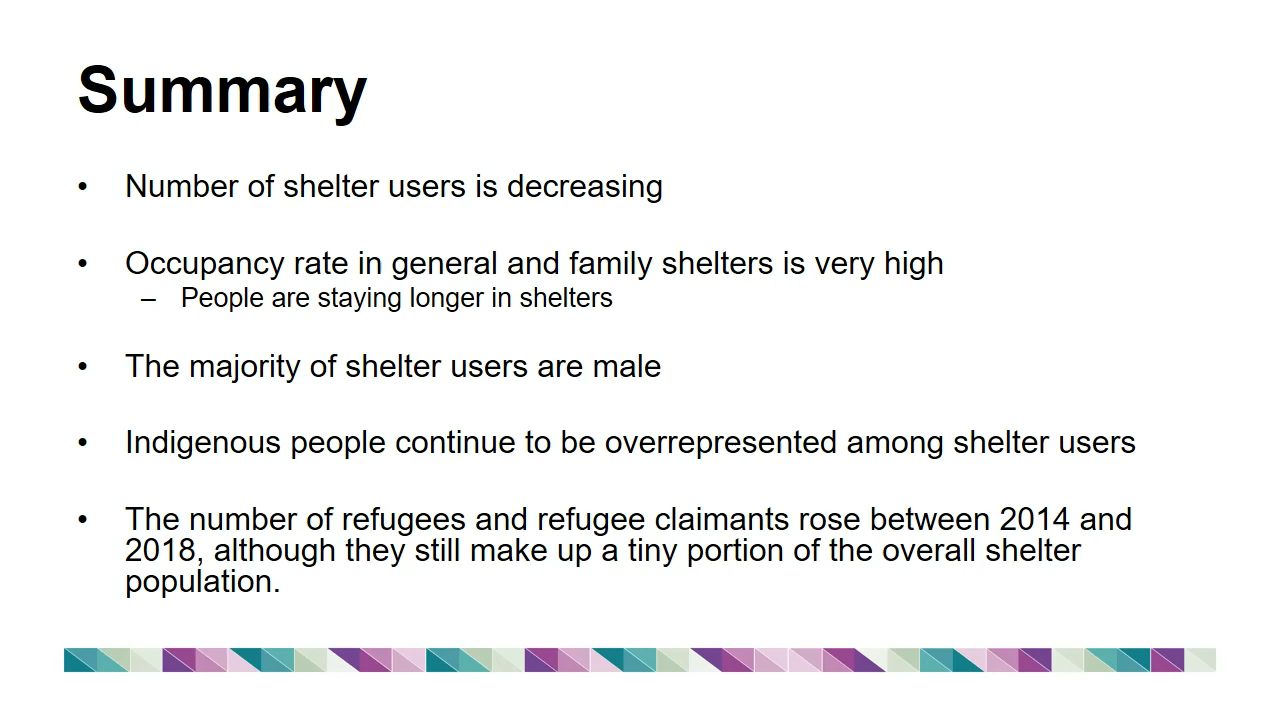 Summary
• Number of shelter users is decreasing
• Occupancy rate in general and family shelters is very high
– People are staying longer in shelters
• The majority of shelter users are male
• Indigenous people continue to be overrepresented among shelter users
• The number of refugees and refugee claimants rose between 2014 and
2018, although they still make up a tiny portion of the overall shelter
population.